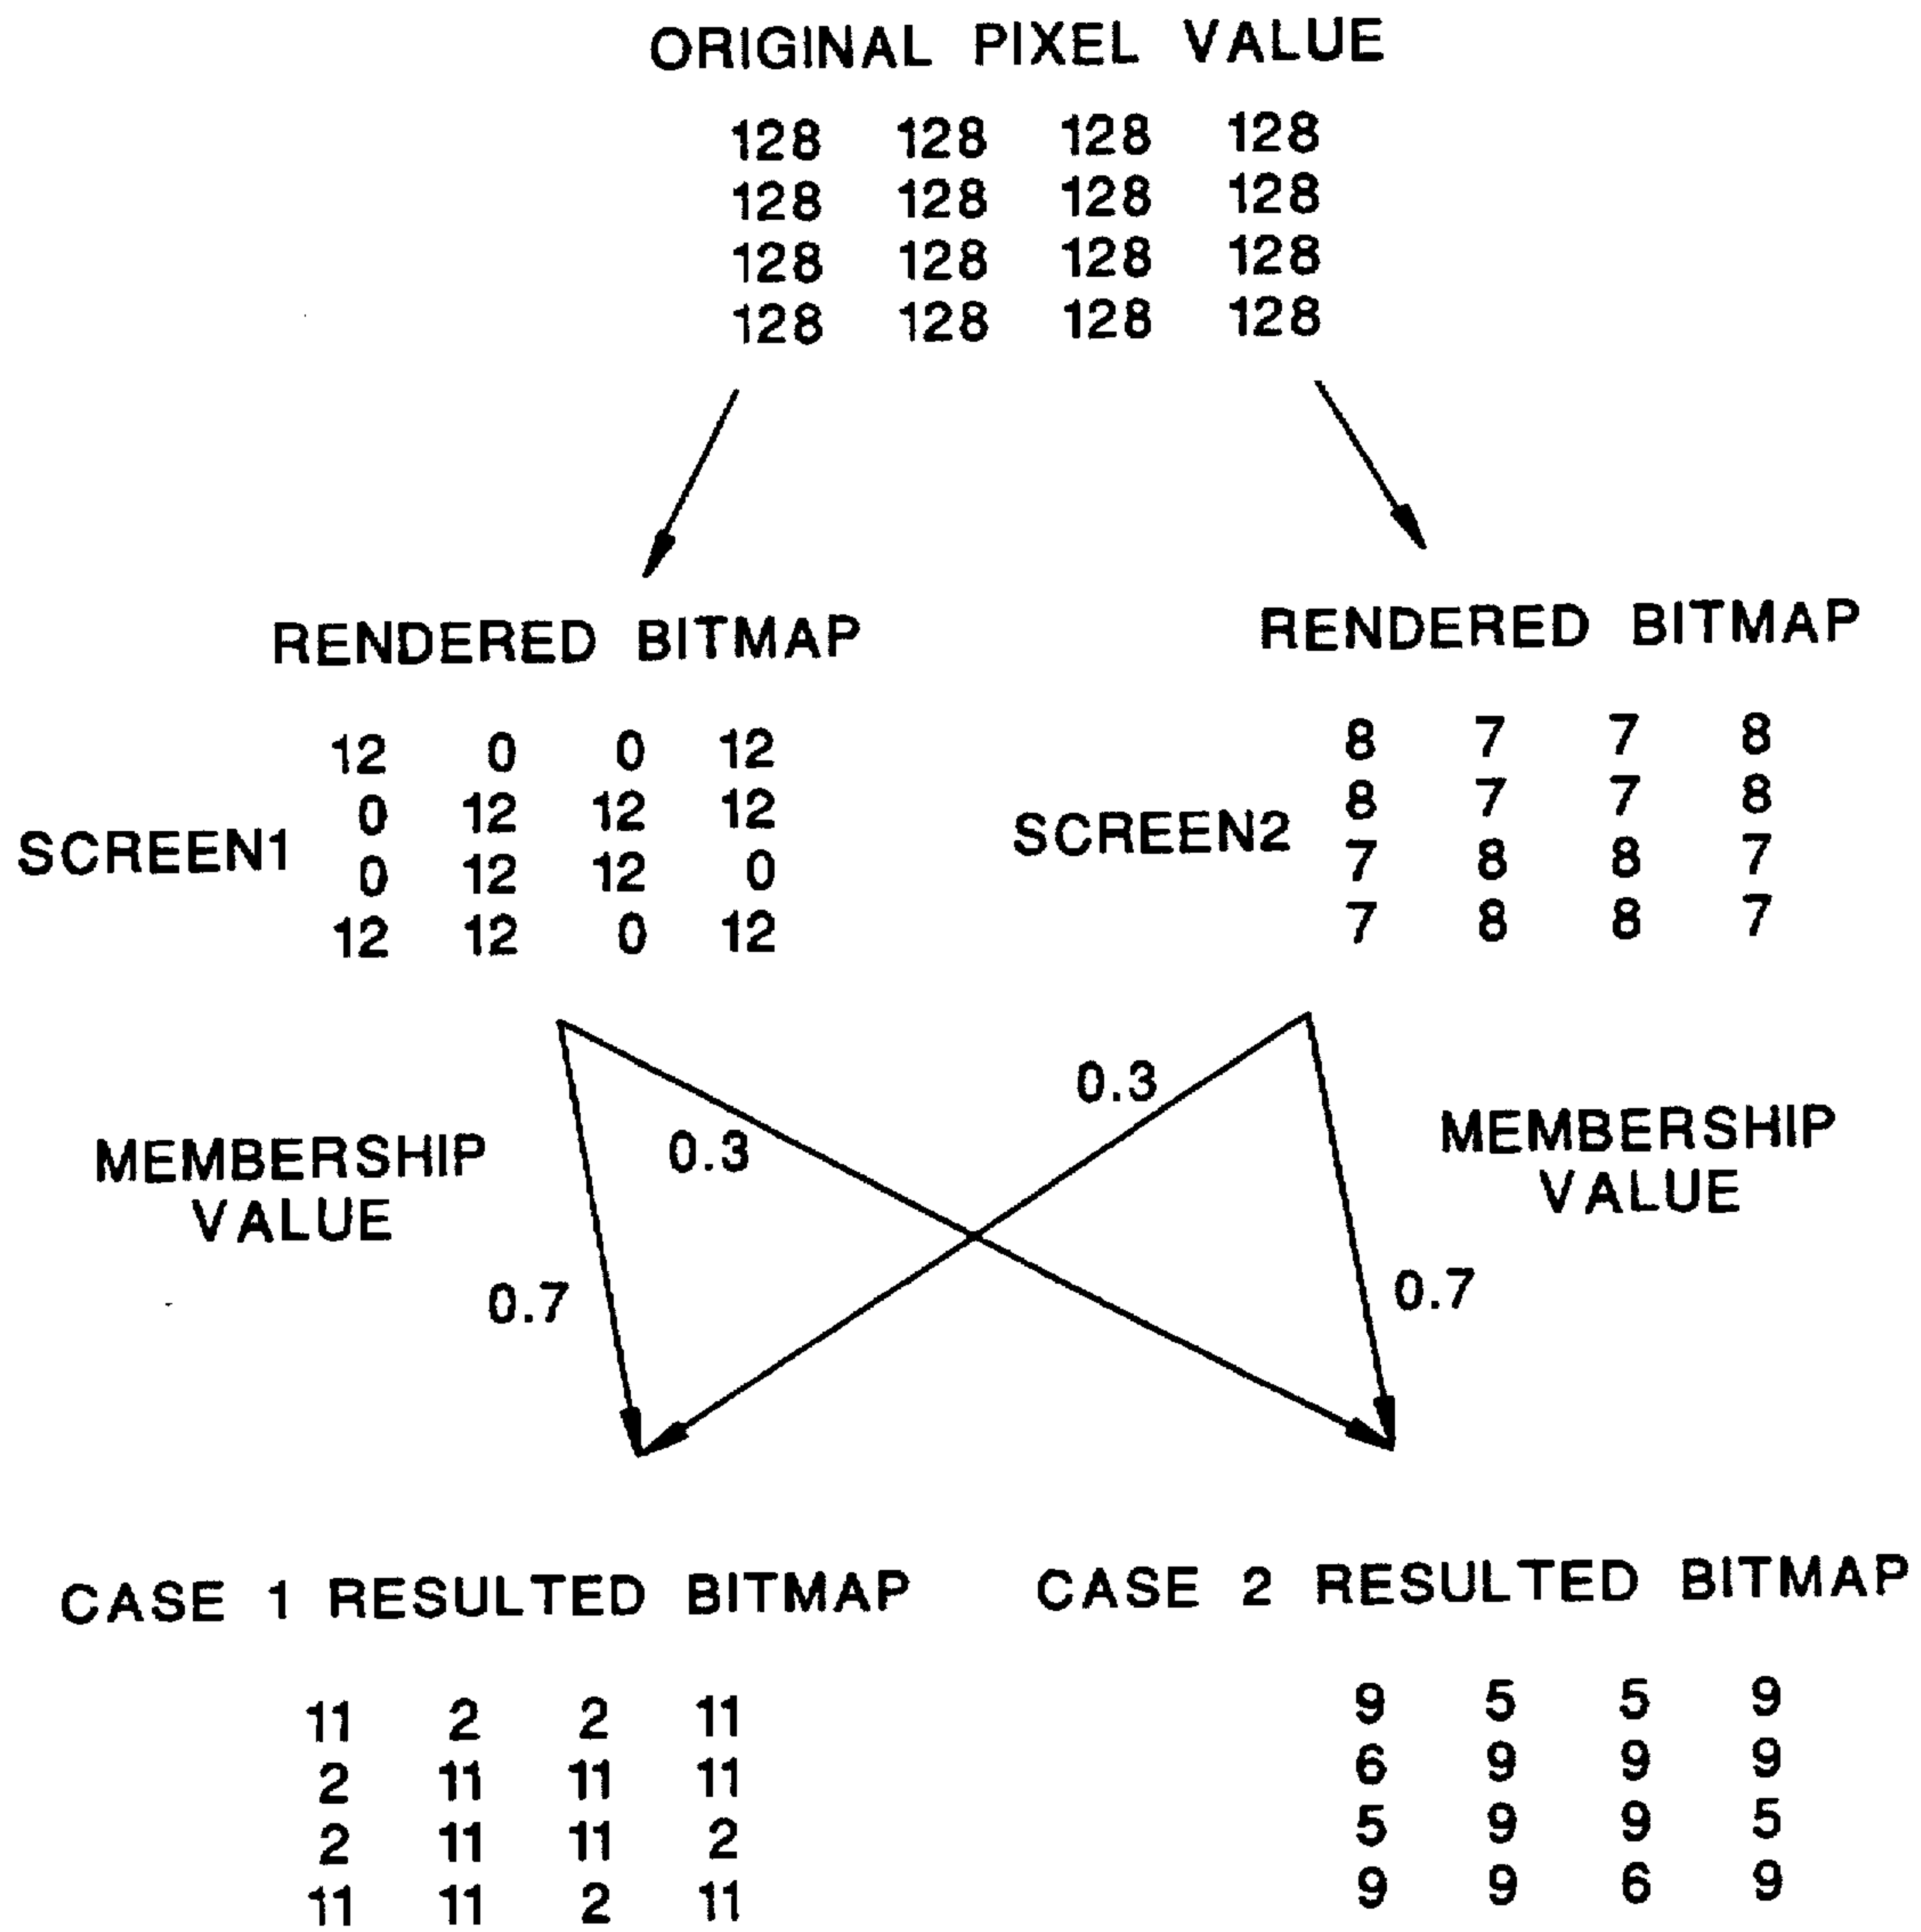 ORIGINAL PIXEL VALUE
128 128 128 128
128 128 128 128
128 128 128 128
128 128 128 128
RENDERED BITMAP
RENDERED BITMAP
SCREEN1
12 0 0 12
0 12 12 12
0 12 12 0
12 12 0 12
SCREEN2
8 7 7 8
8 7 7 8
7 8 8 7
7 8 8 7
MEMBERSHIP
VALUE
0.3
0.7
0.3
0.7
MEMBERSHIP
VALUE
CASE 1 RESULTED BITMAP
11 2 2 11
2 11 11 11
2 11 11 2
11 11 2 11
CASE 2 RESULTED BITMAP
9 5 5 9
6 9 9 9
5 9 9 5
9 9 6 9